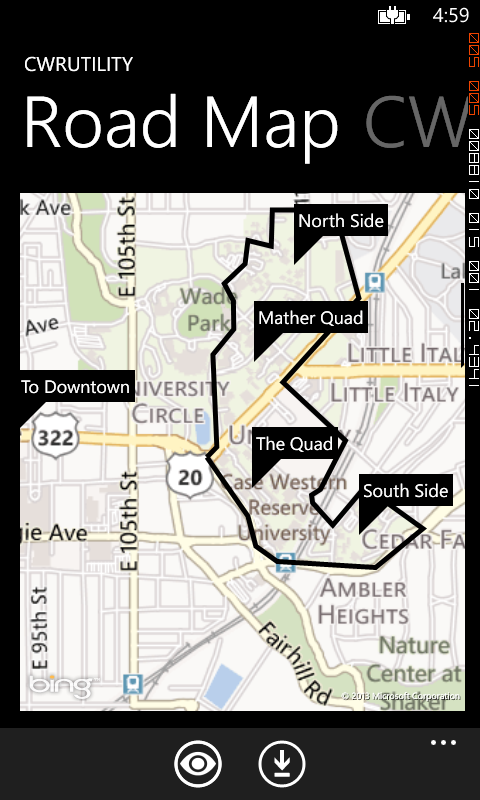 4:59
CWRUTILITY
Road Map CW
k Ave
E 105th St
North Side
Wade
Park
Mather Quad
Ave
LITTLE ITAL
LITTLE ITALY
To Downtown
IVERSITY
CIRCLE
322
The Quad
20
Case Western
Reserve
University
South Side
gie Ave
E 105th St
CEDAR-FA
AMBLER
HEIGHTS
E 95th St
Fairhill Rd
Nature
Center at
Shaker
bing
© 2013 Microsoft Corporation